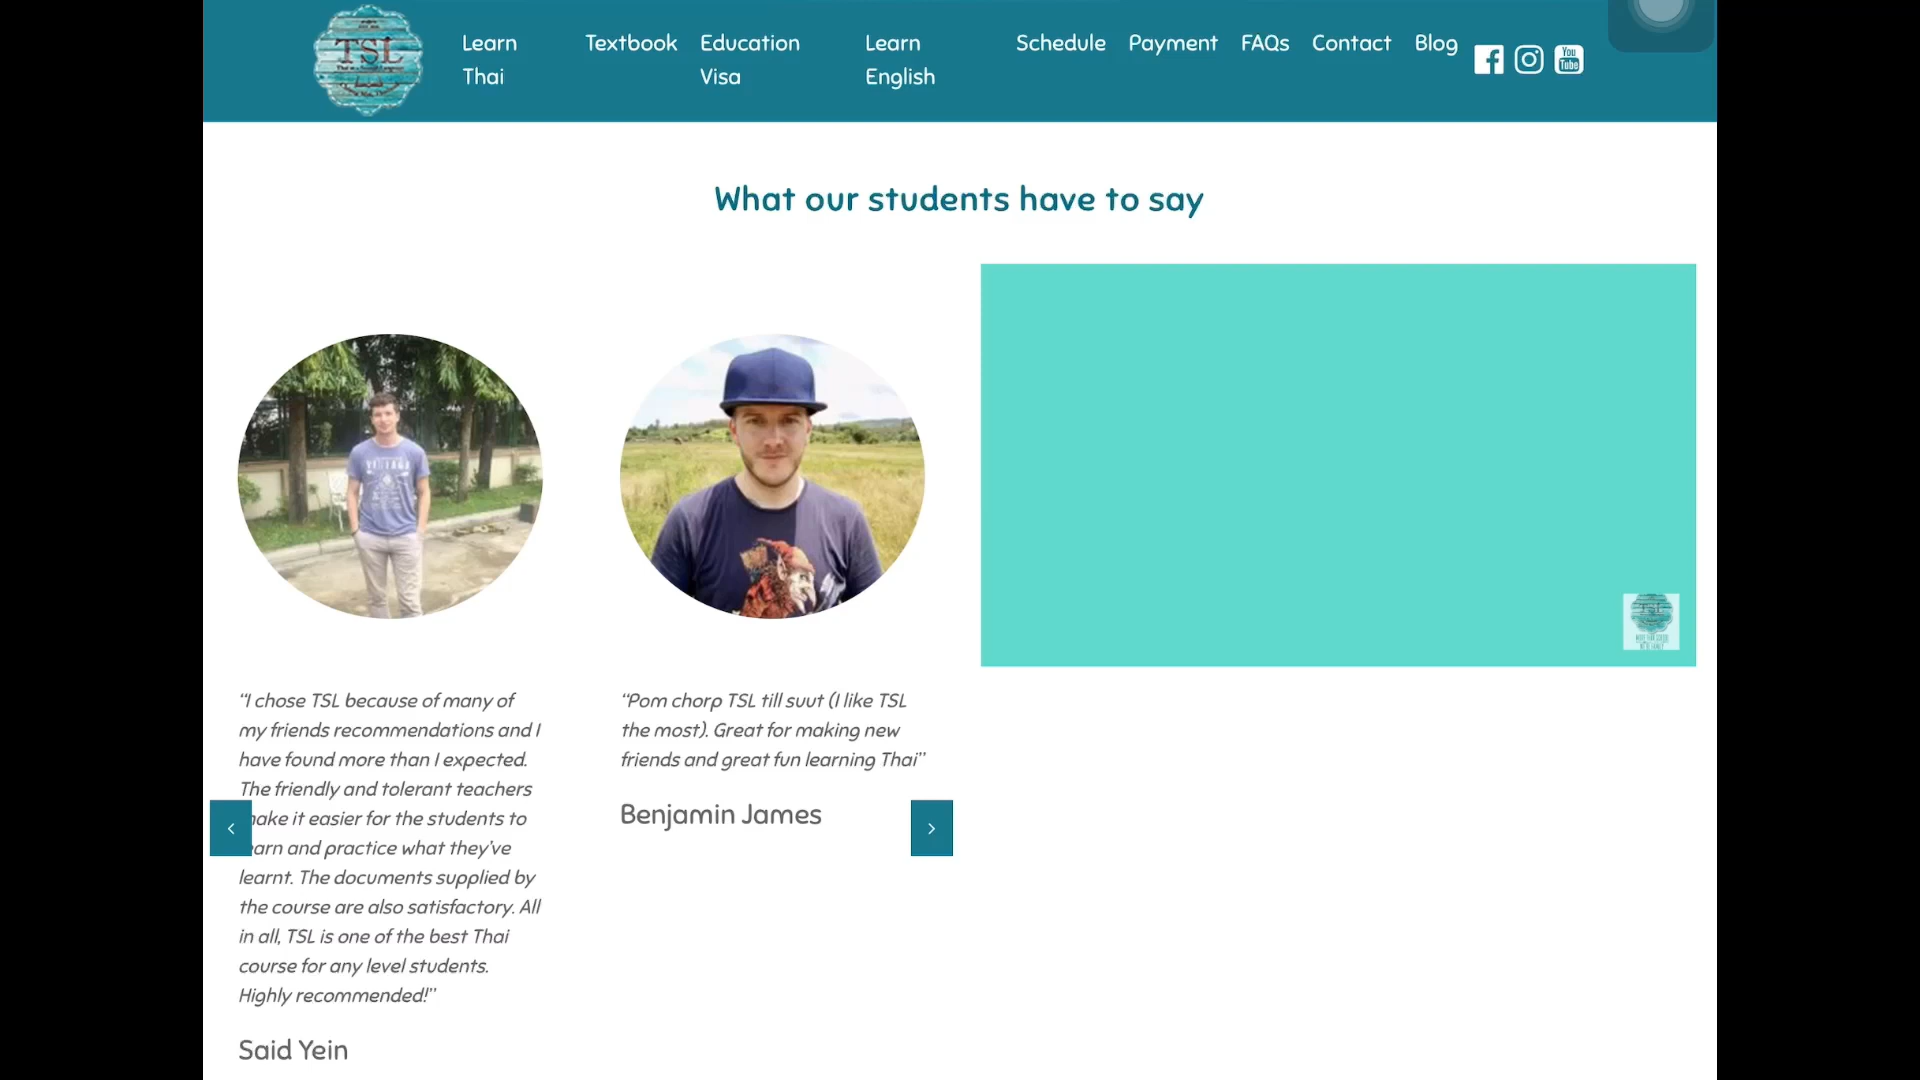 TSL
Learn
Thai
Textbook
Education
Visa
Learn
English
Schedule
Payment
FAQs
Contact
Blog
You
Tube
What our students have to say
“I chose TSL because of many of
my friends recommendations and I
have found more than I expected.
The friendly and tolerant teachers
ake it easier for the students to
arn and practice what they’ve
learnt. The documents supplied by
the course are also satisfactory. All
in all, TSL is one of the best Thai
course for any level students.
Highly recommended!”
Said Yein
“Pom chorp TSL till suut (I like TSL
the most). Great for making new
friends and great fun learning Thai”
Benjamin James